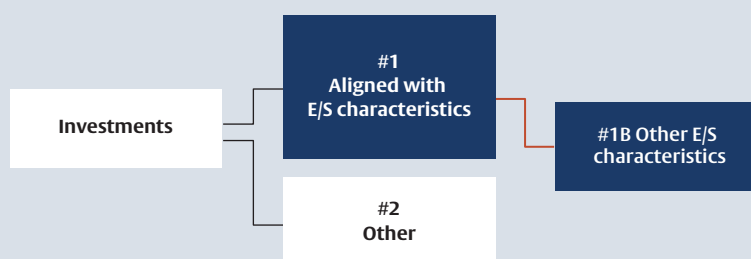 Investments
#1
Aligned with
E/S characteristics
#2
Other
#1B Other E/S
characteristics